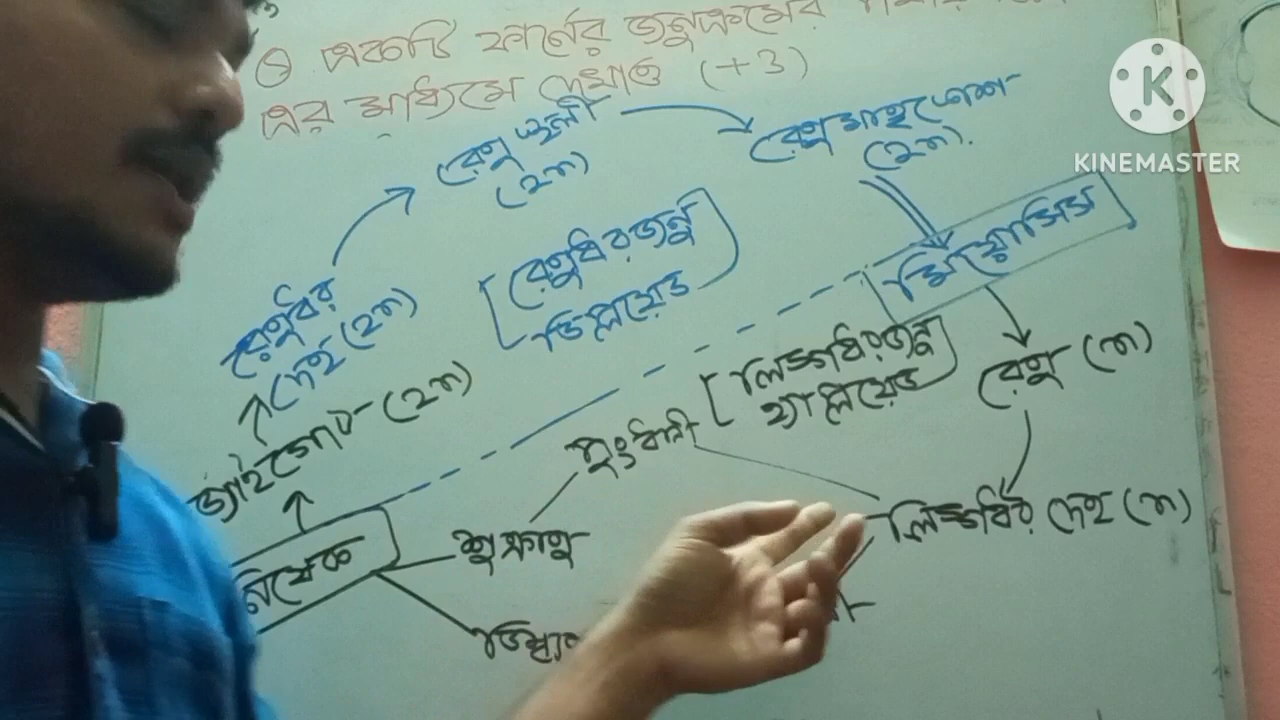 একটি ফার্নের জনুক্রমের
এর মাধ্যমে দেখাও (+3)
রেণুস্থলী
(2n)
রেণুমাতৃকোশ
(2n).
KINEMASTER
মিয়োসিস
রেণুধর জনু
ডিপ্লয়েড
রেণুধর
দেহ (2n)
জাইগোট (2n)
লিঙ্গধর জনু
হ্যাপ্লয়েড
রেণু (n)
পুংধানী
লিঙ্গধর দেহ (n)
শুক্রাণু
নিষেক